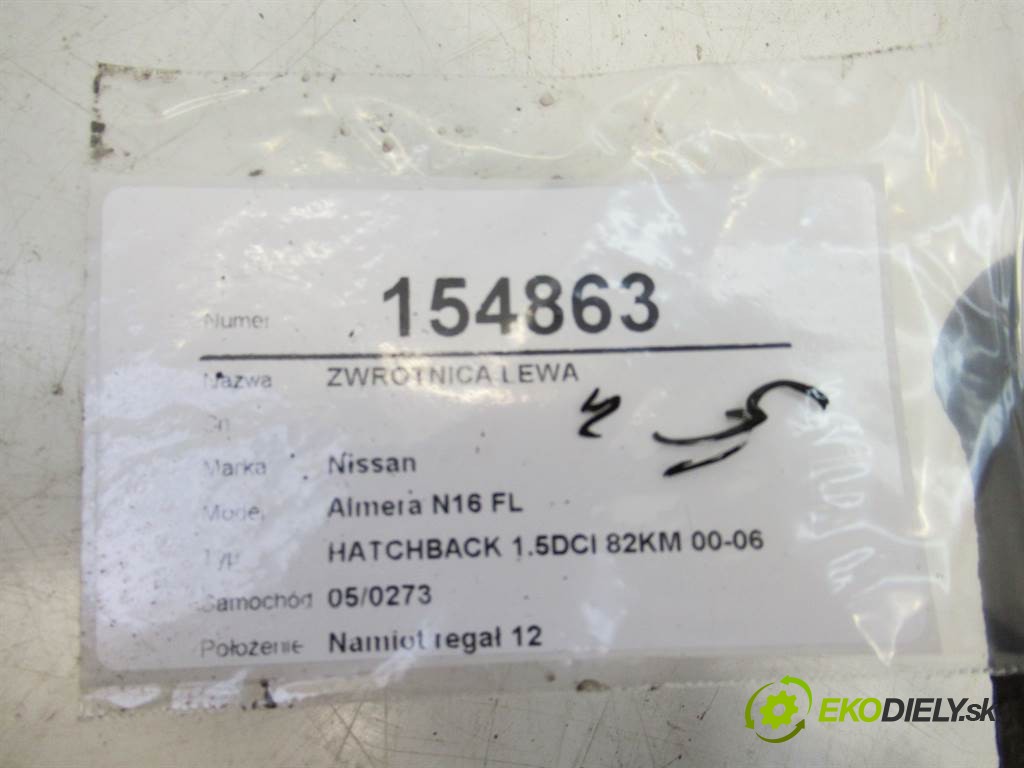 Numer 154863
Nazwa ZWROTNICA LEWA
Marka Nissan
Model Almera N16 FL
Typ HATCHBACK 1.5DCI 82KM 00-06
Samochód 05/0273
Położenie Namiot regał 12
EKODIELY.sk